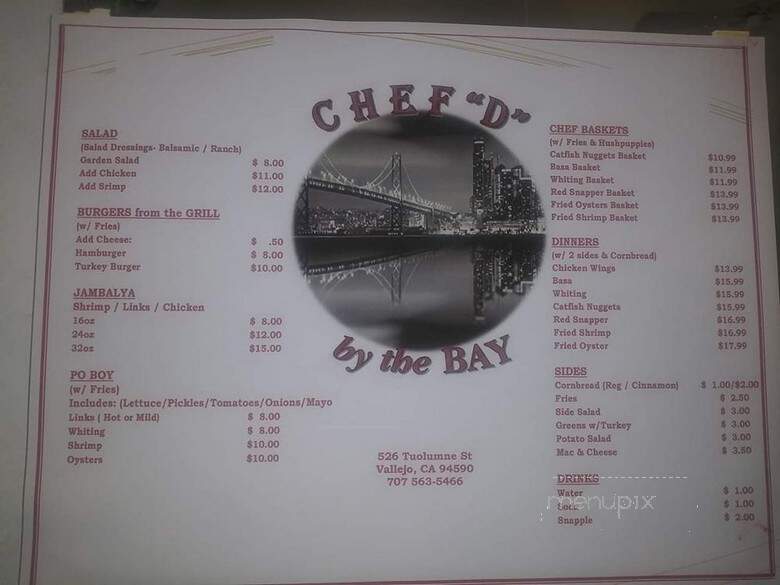 CHEF "D"
by the BAY
SALAD
(Salad Dressings- Balsamic / Ranch)
Garden Salad $ 8.00
Add Chicken $11.00
Add Srimp $12.00
BURGERS from the GRILL
(w/ Fries)
Add Cheese: $ .50
Hamburger $ 8.00
Turkey Burger $10.00
JAMBALYA
Shrimp / Links / Chicken
16oz $ 8.00
24oz $12.00
32oz $15.00
PO BOY
(w/ Fries)
Includes: (Lettuce/Pickles/Tomatoes/Onions/Mayo
Links ( Hot or Mild) $ 8.00
Whiting $ 8.00
Shrimp $10.00
Oysters $10.00
526 Tuolumne St
Vallejo, CA 94590
707 563-5466
CHEF BASKETS
(w/ Fries & Hushpuppies)
Catfish Nuggets Basket $10.99
Basa Basket $11.99
Whiting Basket $11.99
Red Snapper Basket $13.99
Fried Oysters Basket $13.99
Fried Shrimp Basket $13.99
DINNERS
(w/ 2 sides & Cornbread)
Chicken Wings $13.99
Basa $15.99
Whiting $15.99
Catfish Nuggets $15.99
Red Snapper $16.99
Fried Shrimp $16.99
Fried Oyster $17.99
SIDES
Cornbread (Reg / Cinnamon) $ 1.00/$2.00
Fries $ 2.50
Side Salad $ 3.00
Greens w/Turkey $ 3.00
Potato Salad $ 3.00
Mac & Cheese $ 3.50
DRINKS
Water $ 1.00
Soda $ 1.00
Snapple $ 2.00
menupix